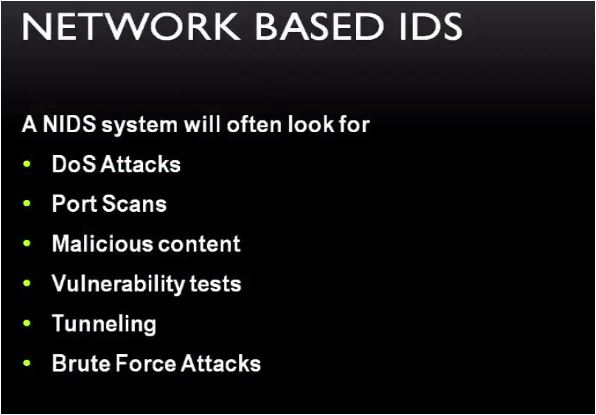 NETWORK BASED IDS
A NIDS system will often look for
• DoS Attacks
• Port Scans
• Malicious content
• Vulnerability tests
• Tunneling
• Brute Force Attacks